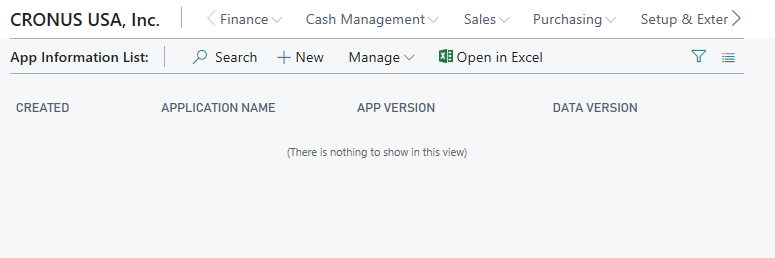 CRONUS USA, Inc. Finance Cash Management Sales Purchasing Setup & Exter
App Information List: Search New Manage Open in Excel
CREATED APPLICATION NAME APP VERSION DATA VERSION
(There is nothing to show in this view)